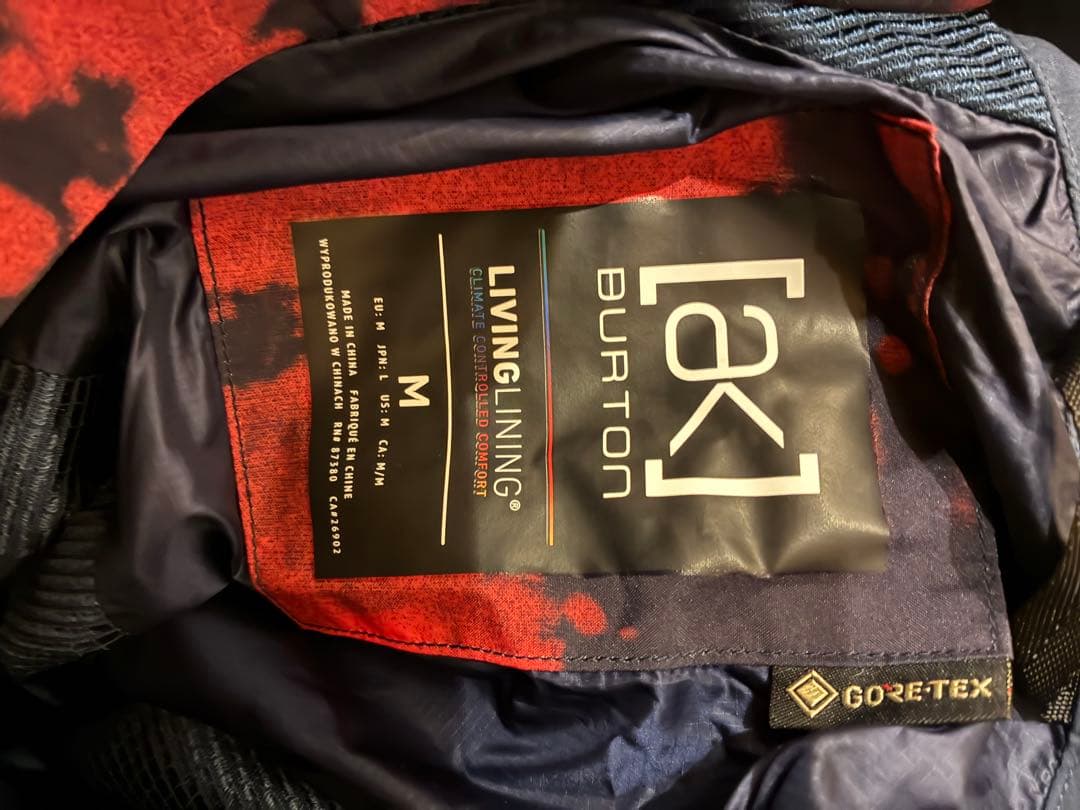 [ak]
BURTON
LIVINGLINING®
CLIMATE CONTROLLED COMFORT
M
EU: M JPN: L US: M CA: M/M
MADE IN CHINA FABRIQUÉ EN CHINE
WYPRODUKOWANO W CHINACH RN# 87380 CA#26902
GORE-TEX